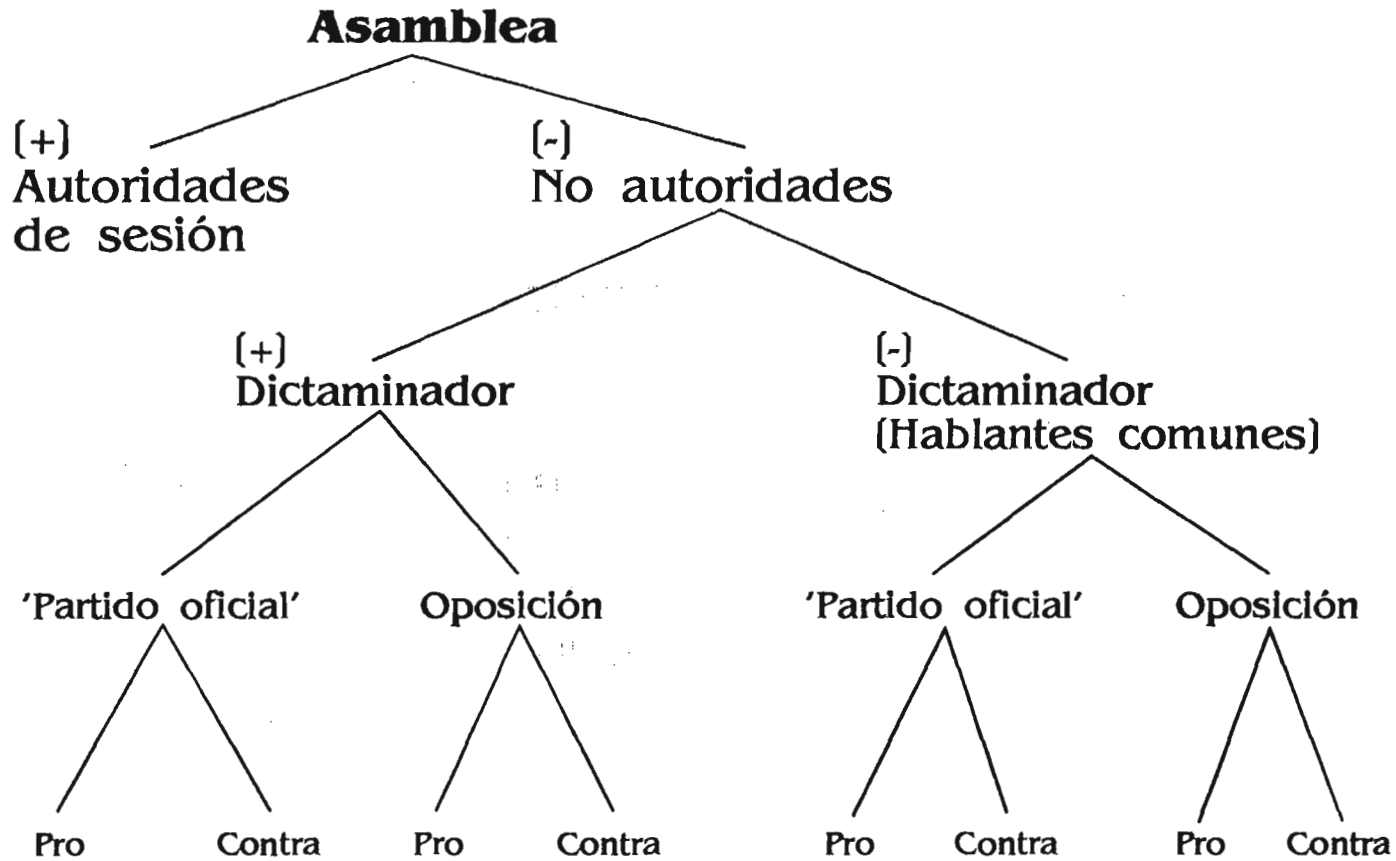 Asamblea
(+)
Autoridades
de sesión
(-)
No autoridades
(+)
Dictaminador
(-)
Dictaminador
(Hablantes comunes)
'Partido oficial'
Oposición
'Partido oficial'
Oposición
Pro
Contra
Pro
Contra
Pro
Contra
Pro
Contra